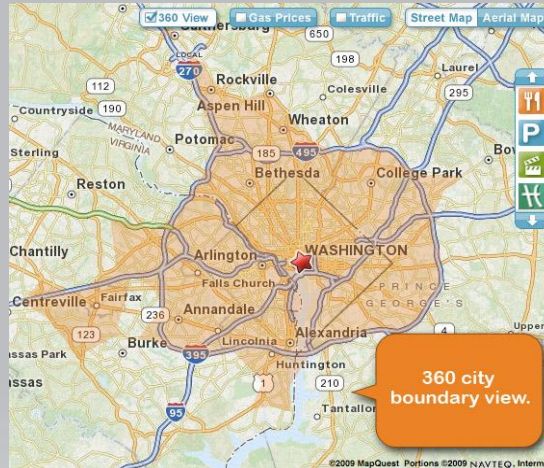 360 View
Gas Prices
Traffic
Street Map
Aerial Map
650
LOCAL
270
198
Laurel
Rockville
Colesville
295
112
Aspen Hill
190
Countryside
Wheaton
MARYLAND
VIRGINIA
Potomac
185
495
Sterling
Bethesda
College Park
Reston
P
WASHINGTON
Chantilly
Arlington
Falls Church
PRINCE
GEORGE'S
Centreville
Fairfax
236
Annandale
4
123
Alexandria
Burke
Lincolnia
395
Huntington
1
210
95
Tantallon
360 city
boundary view.
©2009 MapQuest Portions ©2009 NAVTEQ, Interm